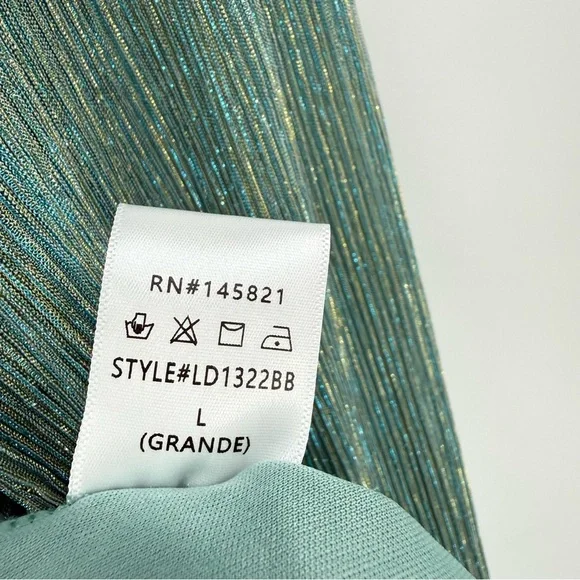 RN#145821
STYLE#LD1322BB
L
(GRANDE)